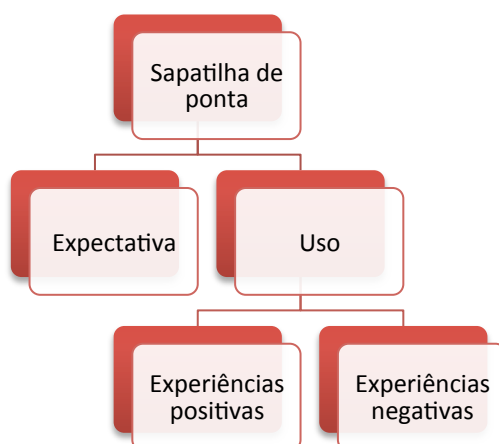 Sapatilha de
ponta
Expectativa
Uso
Experiências
positivas
Experiências
negativas